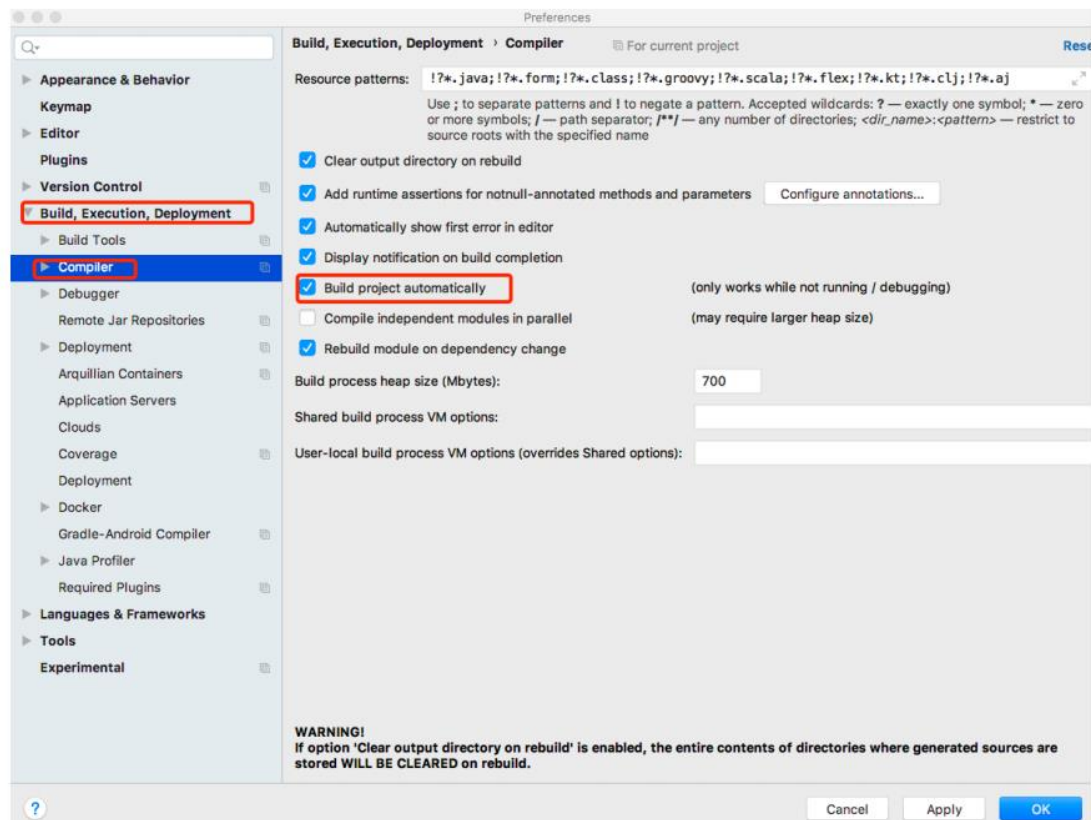 Preferences
Appearance & Behavior
Keymap
Editor
Plugins
Version Control
Build, Execution, Deployment
Build Tools
Compiler
Debugger
Remote Jar Repositories
Deployment
Arquillian Containers
Application Servers
Clouds
Coverage
Deployment
Docker
Gradle-Android Compiler
Java Profiler
Required Plugins
Languages & Frameworks
Tools
Experimental
Build, Execution, Deployment › Compiler
For current project
Rese
Resource patterns: !?*.java;!?*.form;!?*.class;!?*.groovy;!?*.scala;!?*.flex;!?*.kt;!?*.clj;!?*.aj
Use ; to separate patterns and ! to negate a pattern. Accepted wildcards: ? — exactly one symbol; * — zero
or more symbols; / — path separator; /**/ — any number of directories; <dir_name>:<pattern> — restrict to
source roots with the specified name
Clear output directory on rebuild
Add runtime assertions for notnull-annotated methods and parameters Configure annotations...
Automatically show first error in editor
Display notification on build completion
Build project automatically (only works while not running / debugging)
Compile independent modules in parallel (may require larger heap size)
Rebuild module on dependency change
Build process heap size (Mbytes): 700
Shared build process VM options:
User-local build process VM options (overrides Shared options):
WARNING!
If option 'Clear output directory on rebuild' is enabled, the entire contents of directories where generated sources are
stored WILL BE CLEARED on rebuild.
? Cancel Apply OK